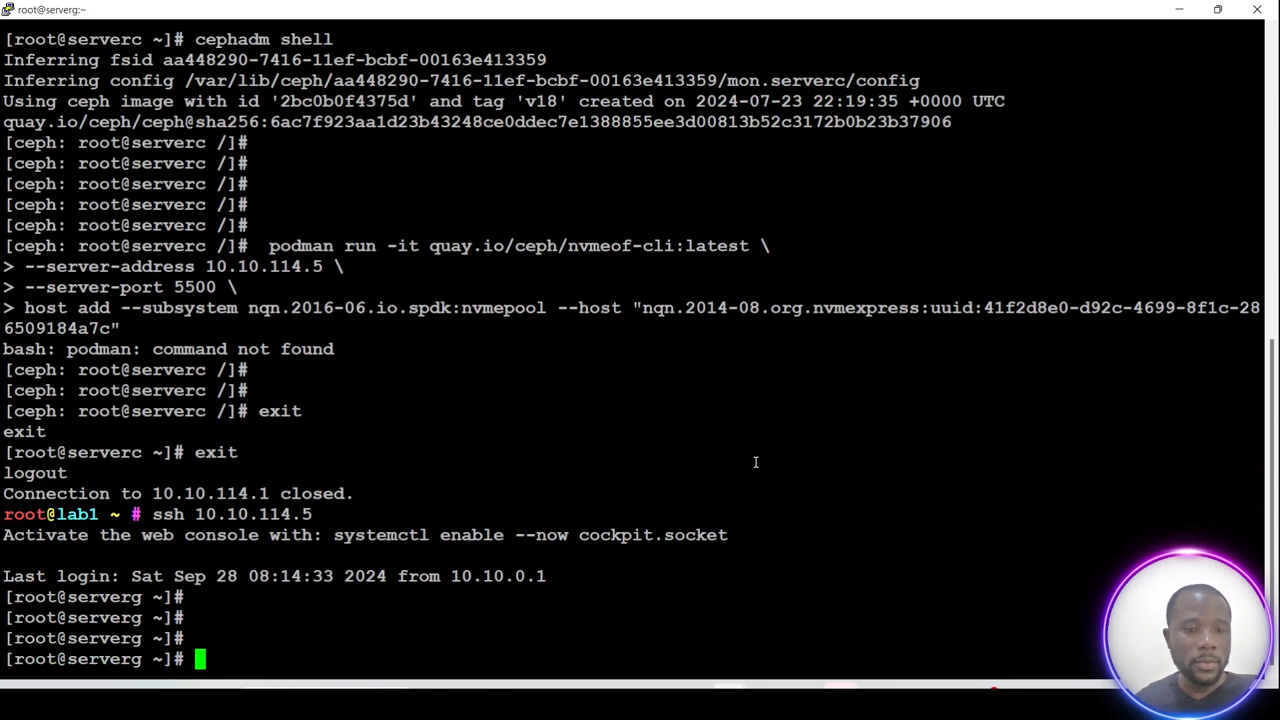 root@serverg:~
[root@serverc ~]# cephadm shell
Inferring fsid aa448290-7416-11ef-bcbf-00163e413359
Inferring config /var/lib/ceph/aa448290-7416-11ef-bcbf-00163e413359/mon.serverc/config
Using ceph image with id '2bc0b0f4375d' and tag 'v18' created on 2024-07-23 22:19:35 +0000 UTC
quay.io/ceph/ceph@sha256:6ac7f923aa1d23b43248ce0ddec7e1388855ee3d00813b52c3172b0b23b37906
[ceph: root@serverc /]#
[ceph: root@serverc /]#
[ceph: root@serverc /]#
[ceph: root@serverc /]#
[ceph: root@serverc /]#
[ceph: root@serverc /]#  podman run -it quay.io/ceph/nvmeof-cli:latest \
> --server-address 10.10.114.5 \
> --server-port 5500 \
> host add --subsystem nqn.2016-06.io.spdk:nvmepool --host "nqn.2014-08.org.nvmexpress:uuid:41f2d8e0-d92c-4699-8f1c-28
6509184a7c"
bash: podman: command not found
[ceph: root@serverc /]#
[ceph: root@serverc /]#
[ceph: root@serverc /]# exit
exit
[root@serverc ~]# exit
logout
Connection to 10.10.114.1 closed.
root@lab1 ~ # ssh 10.10.114.5
Activate the web console with: systemctl enable --now cockpit.socket
Last login: Sat Sep 28 08:14:33 2024 from 10.10.0.1
[root@serverg ~]#
[root@serverg ~]#
[root@serverg ~]#
[root@serverg ~]#